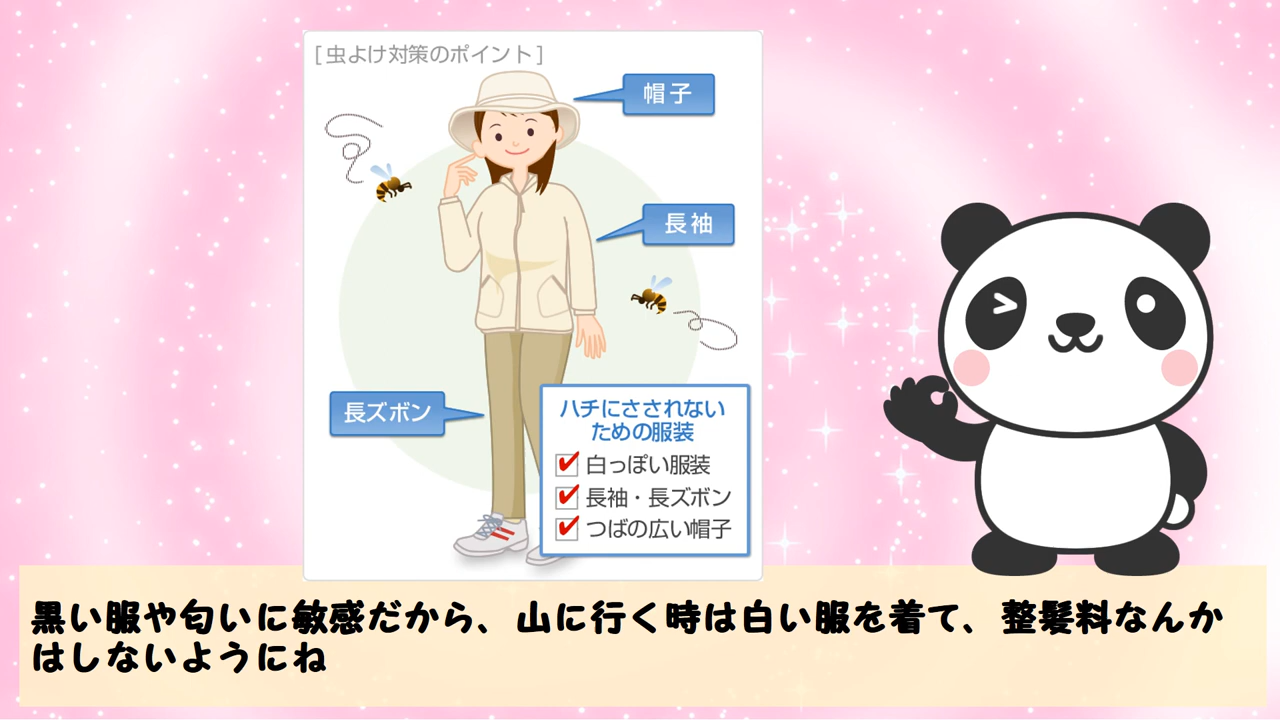 [虫よけ対策のポイント]
帽子
長袖
長ズボン
ハチにさされない
ための服装
白っぽい服装
長袖・長ズボン
つばの広い帽子
黒い服や匂いに敏感だから、山に行く時は白い服を着て、整髪料なんか
はしないようにね